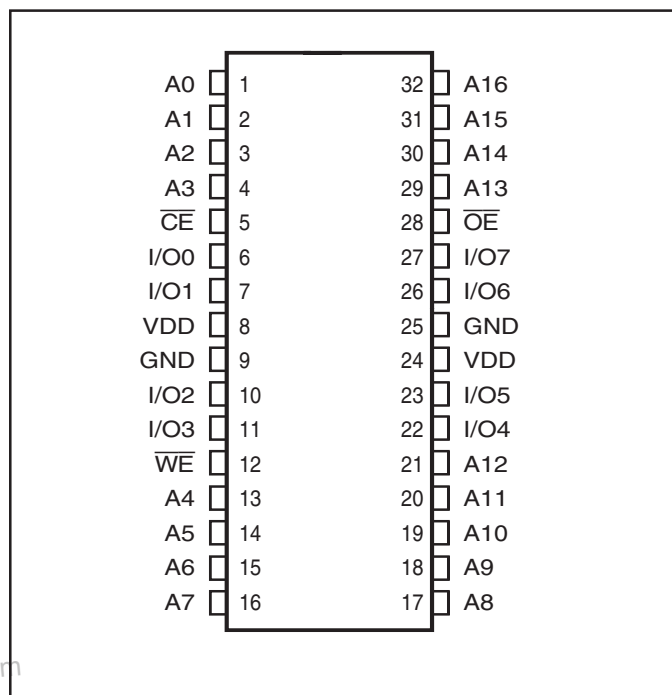 A0 1 32 A16
A1 2 31 A15
A2 3 30 A14
A3 4 29 A13
C̅E̅ 5 28 O̅E̅
I/O0 6 27 I/O7
I/O1 7 26 I/O6
VDD 8 25 GND
GND 9 24 VDD
I/O2 10 23 I/O5
I/O3 11 22 I/O4
W̅E̅ 12 21 A12
A4 13 20 A11
A5 14 19 A10
A6 15 18 A9
A7 16 17 A8
m